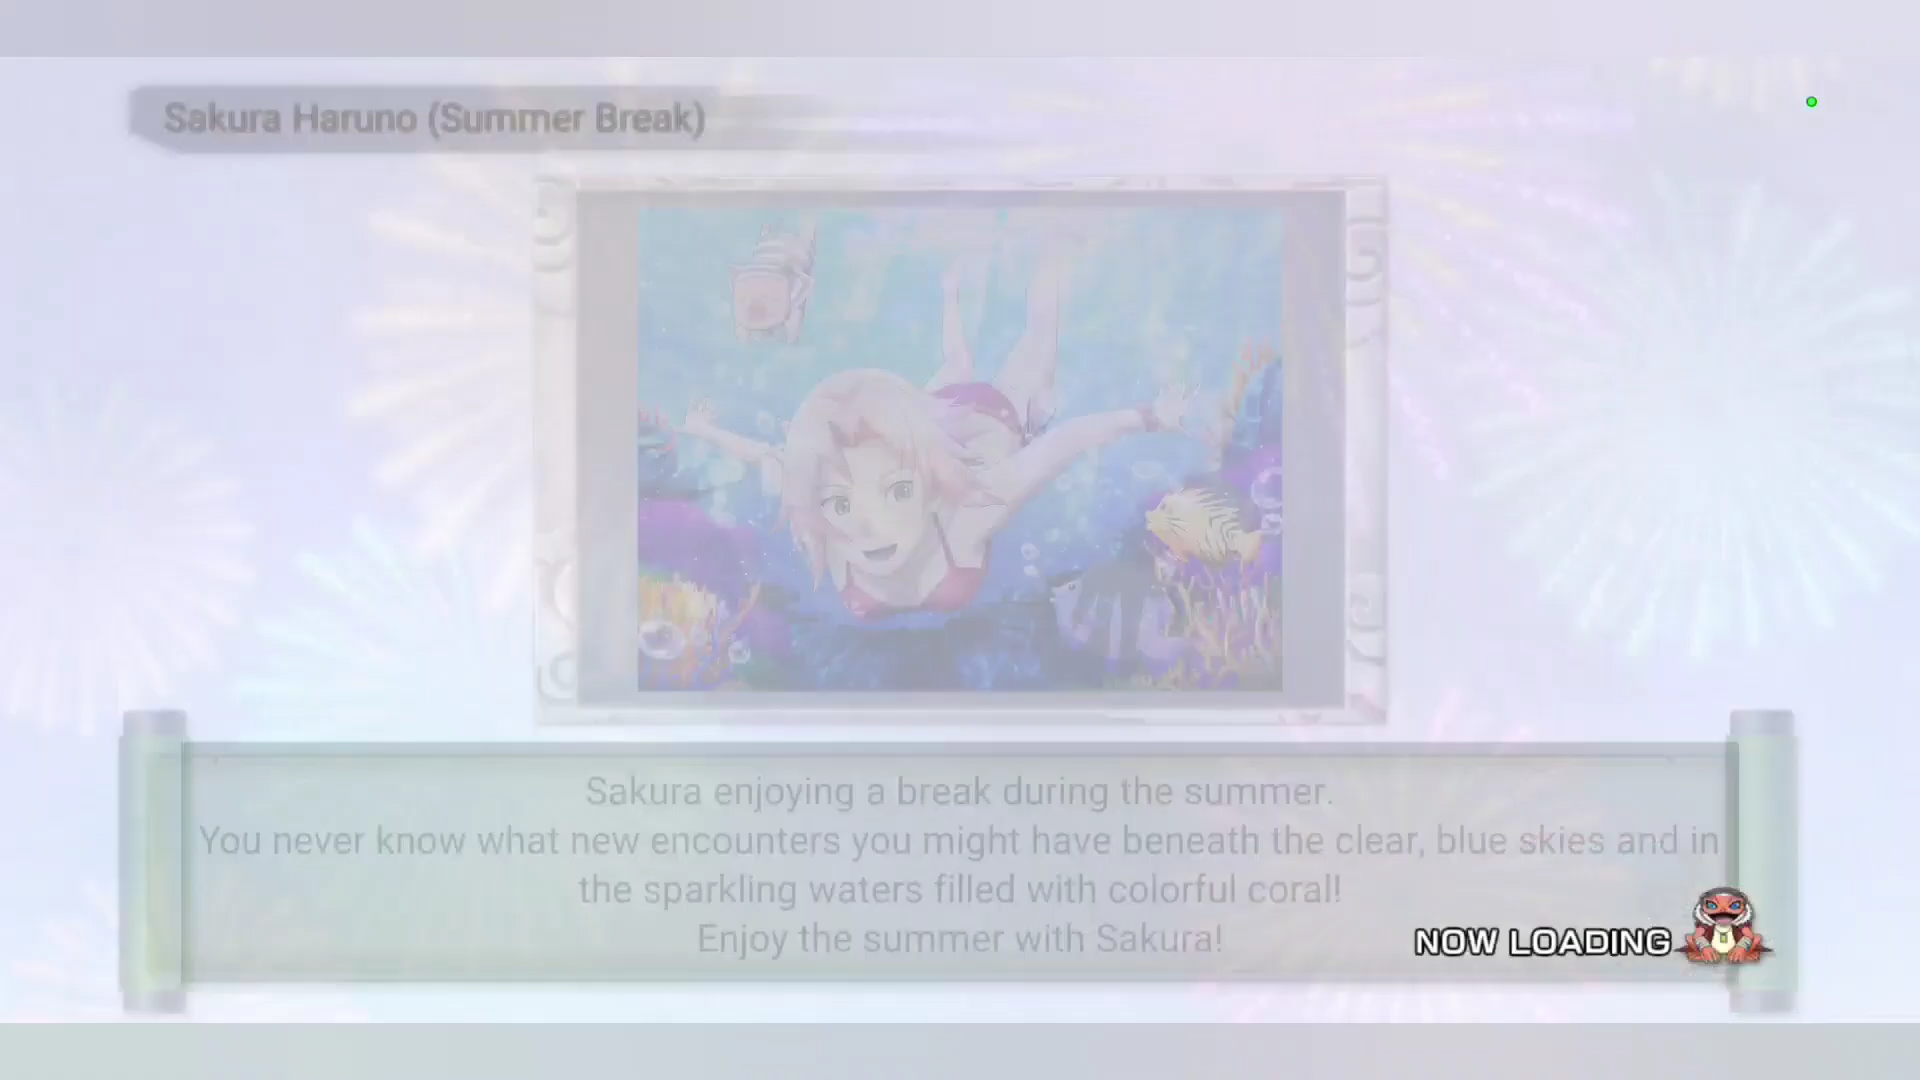 Sakura Haruno (Summer Break)
Sakura enjoying a break during the summer.
You never know what new encounters you might have beneath the clear, blue skies and in
the sparkling waters filled with colorful coral!
Enjoy the summer with Sakura!
NOW LOADING